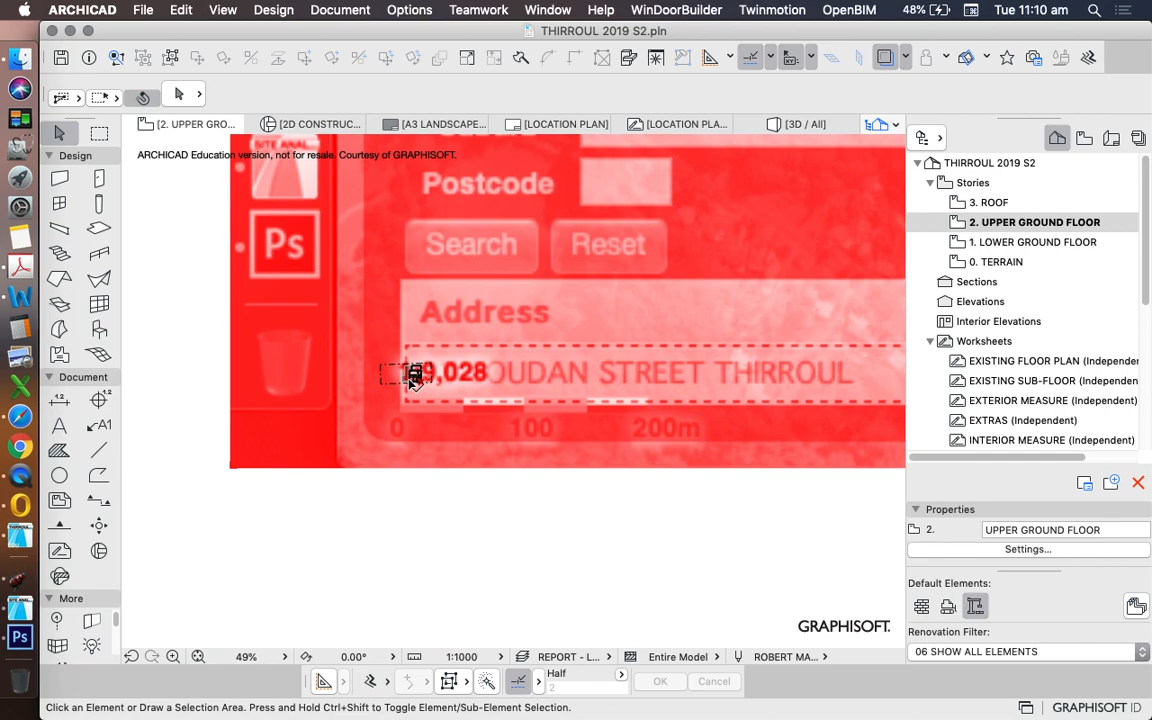 ARCHICAD File Edit View Design Document Options Teamwork Window Help WinDoorBuilder Twinmotion OpenBIM 48% Tue 11:10 am
THIRROUL 2019 S2.pln
[2. UPPER GRO... [2D CONSTRUC... [A3 LANDSCAPE... [LOCATION PLAN] [LOCATION PLA... [3D / All]
ARCHICAD Education version, not for resale. Courtesy of GRAPHISOFT.
Design
Document
A1
More
SITE ANAL
Ps
Postcode
Search Reset
Address
9,028
OUDAN STREET THIRROUL
0 100 200m
GRAPHISOFT.
THIRROUL 2019 S2
Stories
3. ROOF
2. UPPER GROUND FLOOR
1. LOWER GROUND FLOOR
0. TERRAIN
Sections
Elevations
Interior Elevations
Worksheets
EXISTING FLOOR PLAN (Independen
EXISTING SUB-FLOOR (Independen
EXTERIOR MEASURE (Independen
EXTRAS (Independent)
INTERIOR MEASURE (Independent)
Properties
2. UPPER GROUND FLOOR
Settings...
Default Elements:
Renovation Filter:
06 SHOW ALL ELEMENTS
49% 0.00° 1:1000 REPORT - L... Entire Model ROBERT MA...
Half
2
OK Cancel
Click an Element or Draw a Selection Area. Press and Hold Ctrl+Shift to Toggle Element/Sub-Element Selection.
GRAPHISOFT ID
Ps